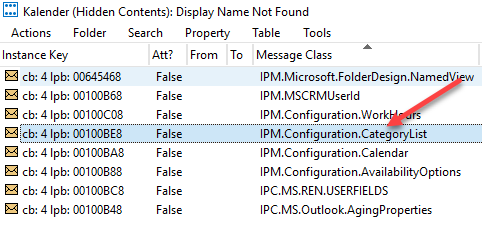 Kalender (Hidden Contents): Display Name Not Found
Actions Folder Search Property Table Tools
Instance Key Att? From To Message Class
cb: 4 lpb: 00645468 False IPM.Microsoft.FolderDesign.NamedView
cb: 4 lpb: 00100B68 False IPM.MSCRMUserId
cb: 4 lpb: 00100C08 False IPM.Configuration.WorkHours
cb: 4 lpb: 00100BE8 False IPM.Configuration.CategoryList
cb: 4 lpb: 00100BA8 False IPM.Configuration.Calendar
cb: 4 lpb: 00100B88 False IPM.Configuration.AvailabilityOptions
cb: 4 lpb: 00100BC8 False IPC.MS.REN.USERFIELDS
cb: 4 lpb: 00100B48 False IPC.MS.Outlook.AgingProperties